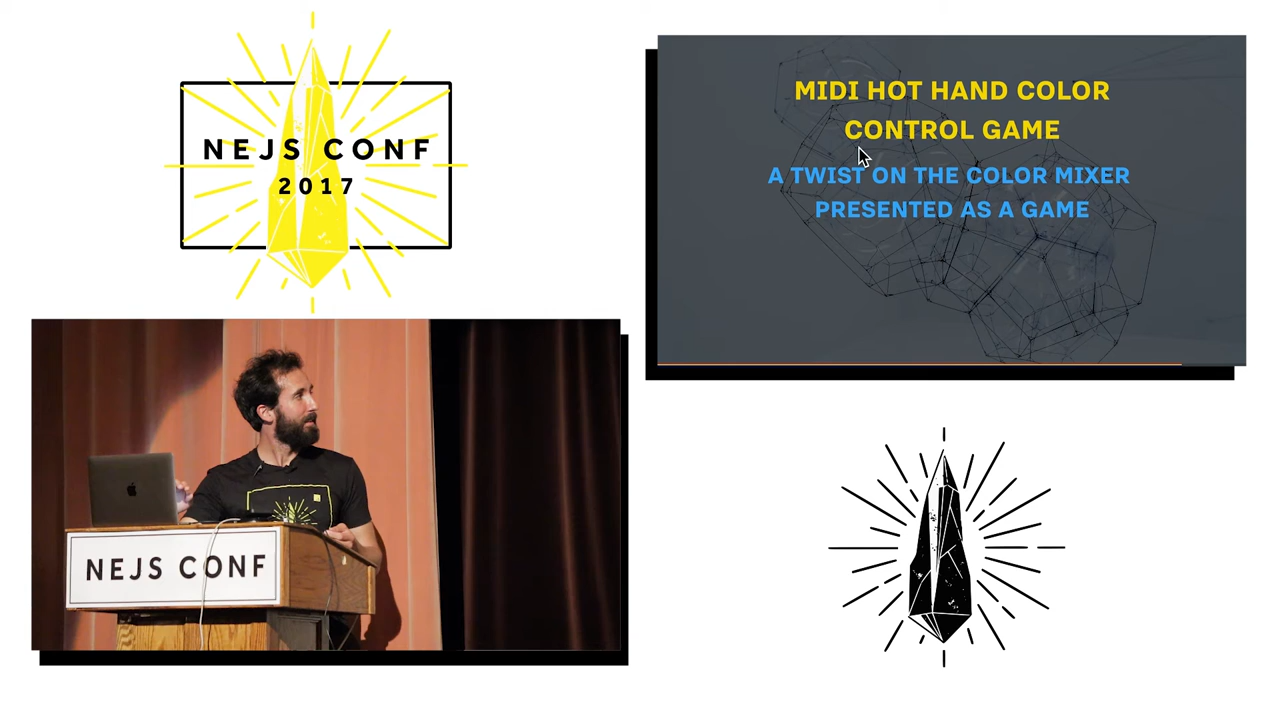 NEJS CONF
2017
MIDI HOT HAND COLOR
CONTROL GAME
A TWIST ON THE COLOR MIXER
PRESENTED AS A GAME
NEJS CONF